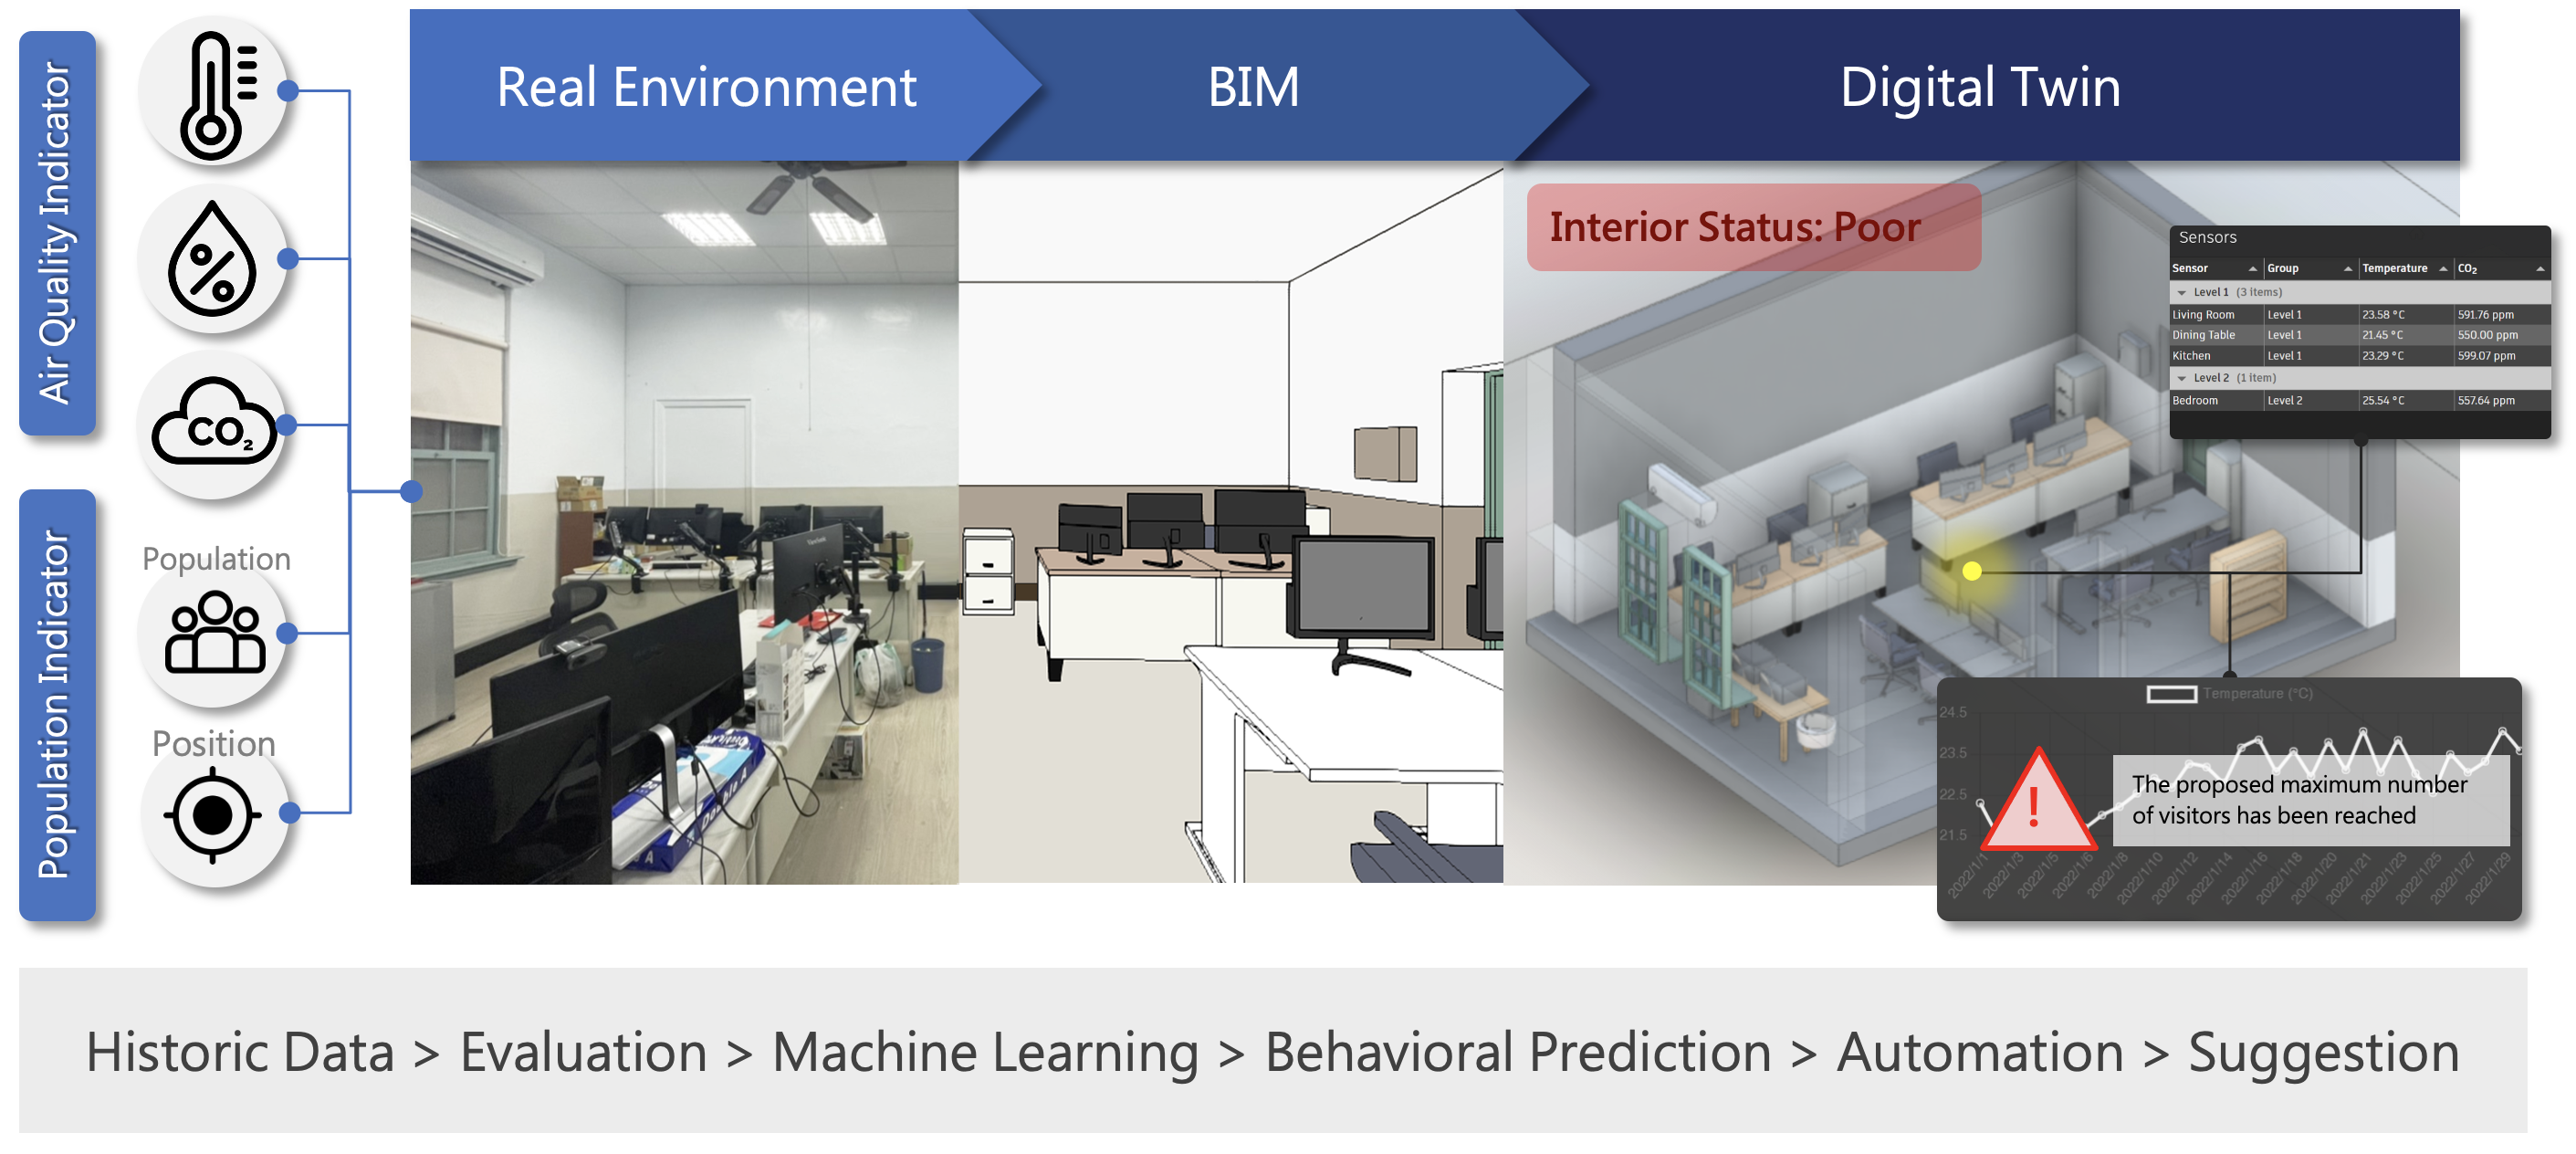 Air Quality Indicator
CO₂
Population Indicator
Population
Position
Real Environment
BIM
Digital Twin
Interior Status: Poor
Sensors
Sensor Group Temperature CO₂
Level 1 (3 items)
Living Room Level 1 23.58 °C 591.76 ppm
Dining Table Level 1 21.45 °C 550.00 ppm
Kitchen Level 1 23.29 °C 599.07 ppm
Level 2 (1 item)
Bedroom Level 2 25.54 °C 557.64 ppm
Temperature (°C)
24.5
23.5
22.5
21.5
!
The proposed maximum number
of visitors has been reached
2022/1/1 2022/1/3 2022/1/5 2022/1/6 2022/1/8 2022/1/10 2022/1/12 2022/1/14 2022/1/16 2022/1/18 2022/1/20 2022/1/21 2022/1/23 2022/1/25 2022/1/27 2022/1/29
ViewSonic
Double A
Historic Data > Evaluation > Machine Learning > Behavioral Prediction > Automation > Suggestion